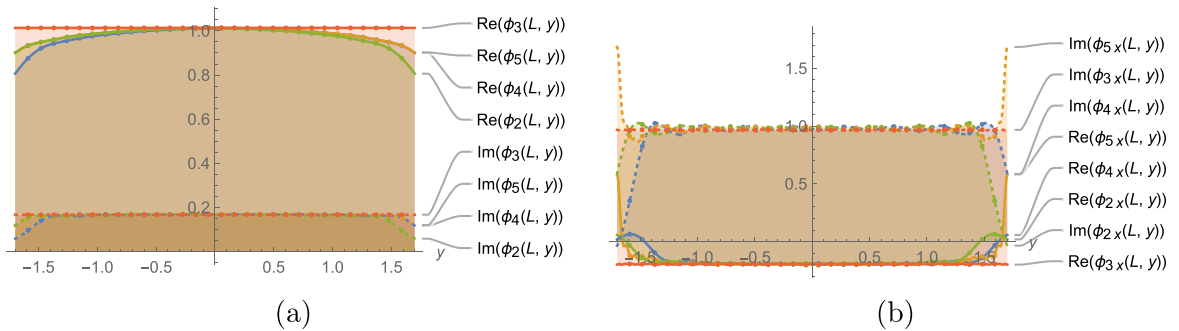 1.0
0.8
0.6
0.4
0.2
−1.5 −1.0 −0.5 0.5 1.0 1.5
y
Re(ϕ3(L, y))
Re(ϕ5(L, y))
Re(ϕ4(L, y))
Re(ϕ2(L, y))
Im(ϕ3(L, y))
Im(ϕ5(L, y))
Im(ϕ4(L, y))
Im(ϕ2(L, y))
(a)
1.5
1.0
0.5
−1.5 −1.0 −0.5 0.5 1.0 1.5
y
Im(ϕ5 x(L, y))
Im(ϕ3 x(L, y))
Im(ϕ4 x(L, y))
Re(ϕ5 x(L, y))
Re(ϕ4 x(L, y))
Re(ϕ2 x(L, y))
Im(ϕ2 x(L, y))
Re(ϕ3 x(L, y))
(b)